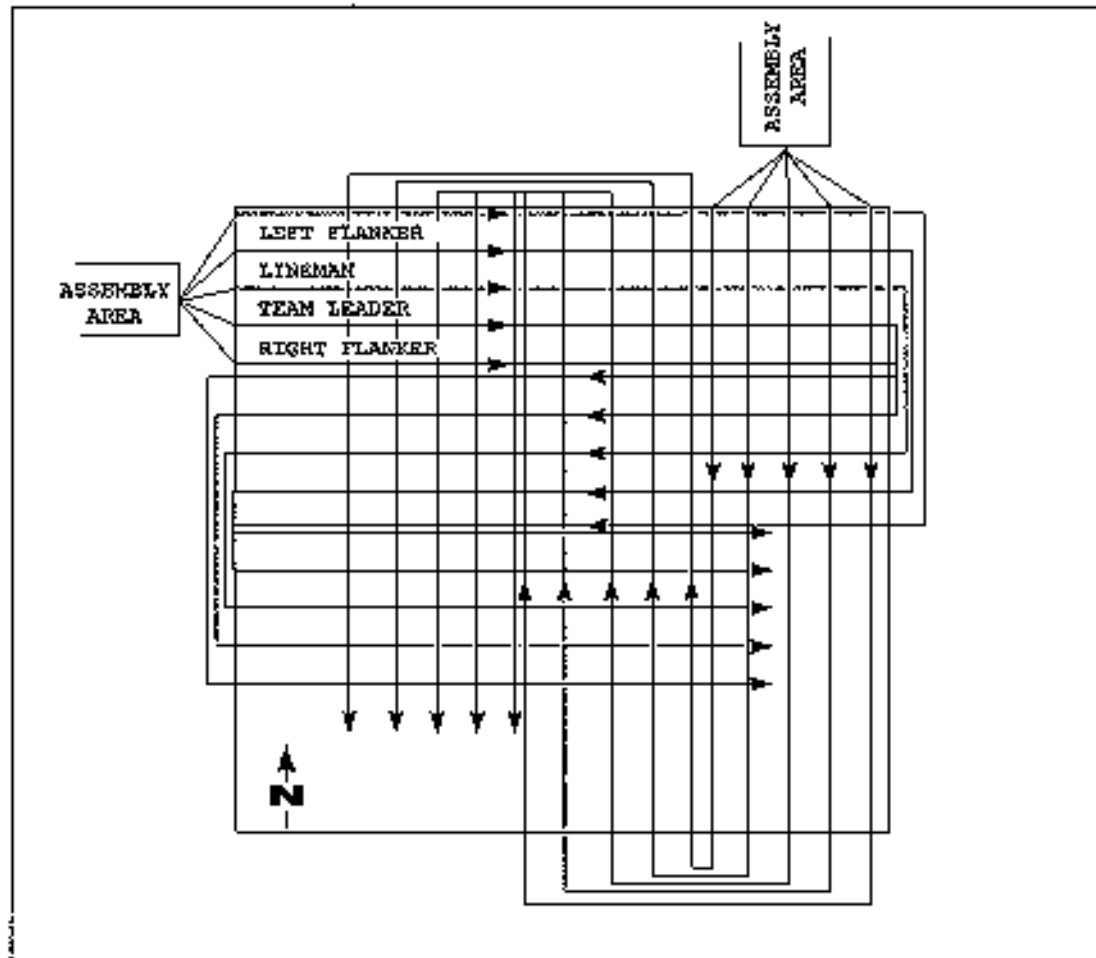 ASSEMBLY
AREA
LEFT FLANKER
LINEMAN
TEAM LEADER
RIGHT FLANKER
ASSEMBLY
AREA
N